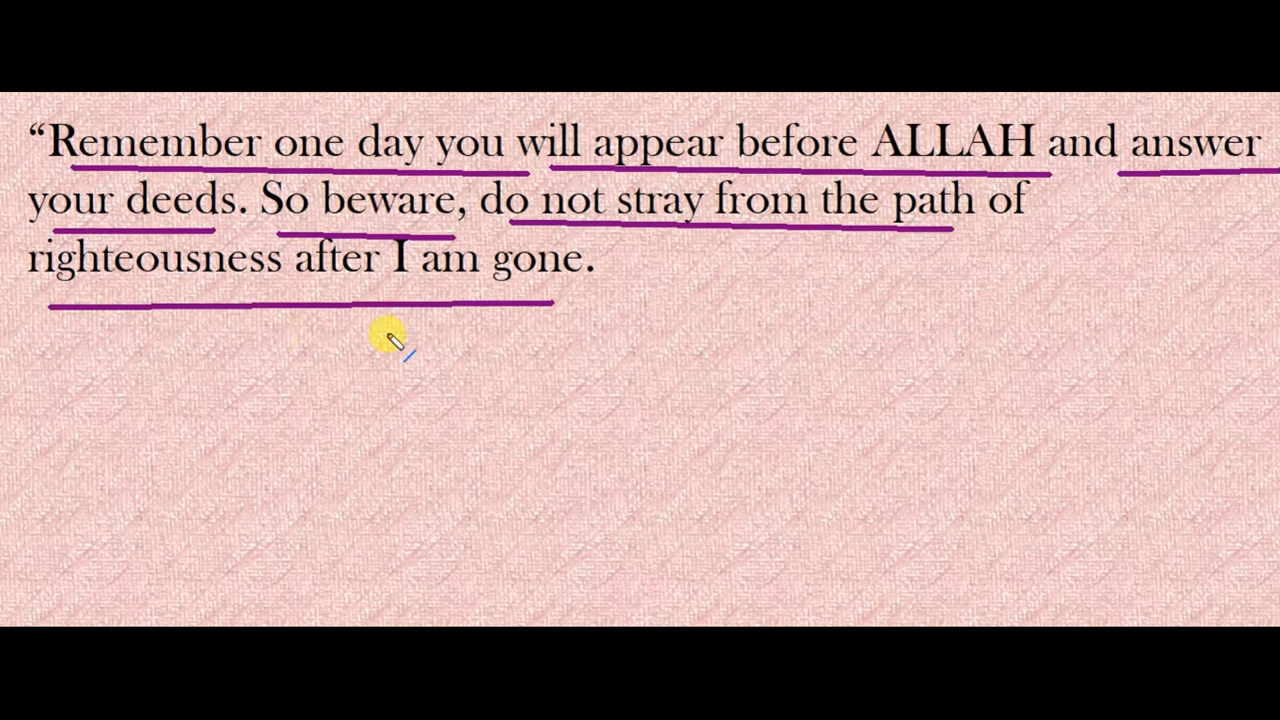 “Remember one day you will appear before ALLAH and answer
your deeds. So beware, do not stray from the path of
righteousness after I am gone.